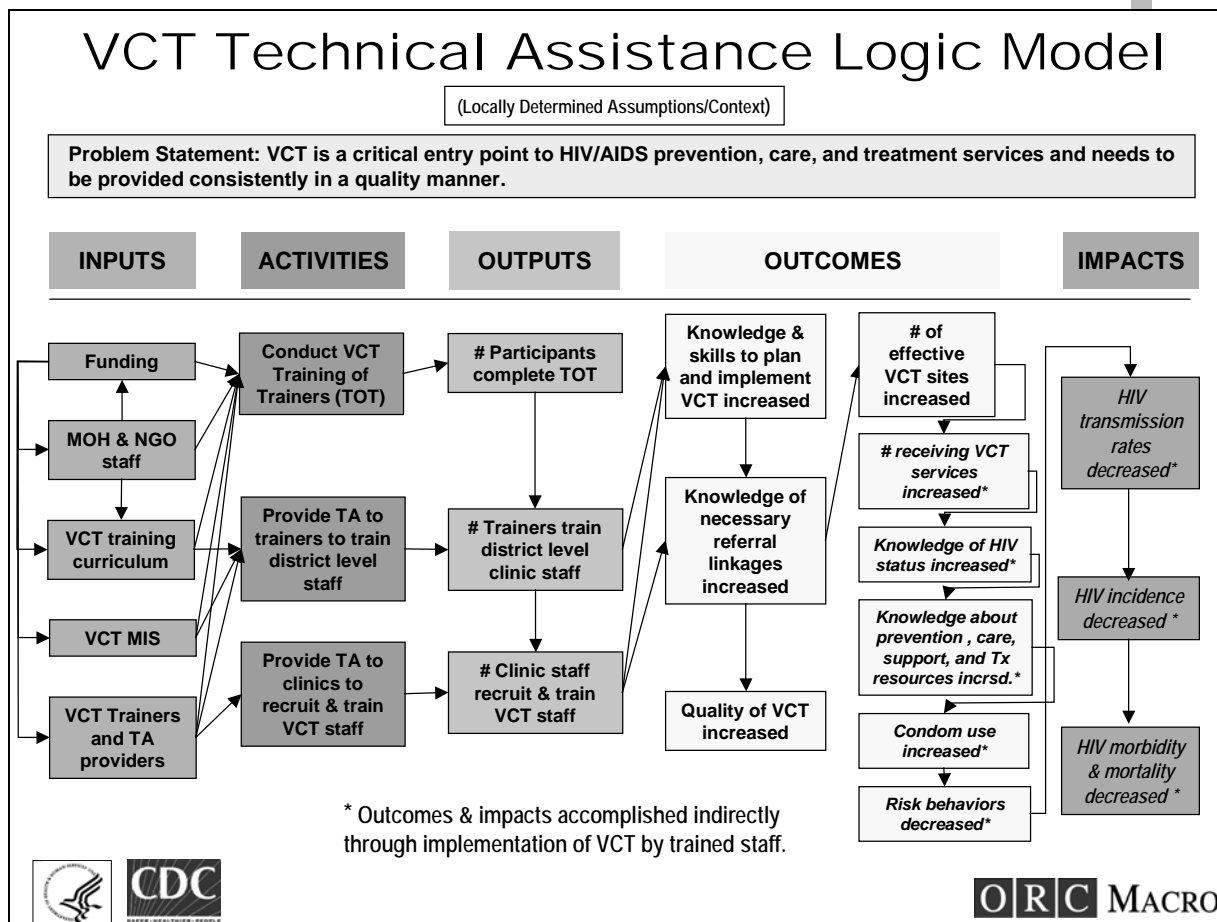 VCT Technical Assistance Logic Model
(Locally Determined Assumptions/Context)
Problem Statement: VCT is a critical entry point to HIV/AIDS prevention, care, and treatment services and needs to
be provided consistently in a quality manner.
INPUTS
ACTIVITIES
OUTPUTS
OUTCOMES
IMPACTS
Funding
MOH & NGO
staff
VCT training
curriculum
VCT MIS
VCT Trainers
and TA
providers
Conduct VCT
Training of
Trainers (TOT)
Provide TA to
trainers to train
district level
staff
Provide TA to
clinics to
recruit & train
VCT staff
# Participants
complete TOT
# Trainers train
district level
clinic staff
# Clinic staff
recruit & train
VCT staff
Knowledge &
skills to plan
and implement
VCT increased
Knowledge of
necessary
referral
linkages
increased
Quality of VCT
increased
# of
effective
VCT sites
increased
# receiving VCT
services
increased*
Knowledge of HIV
status increased*
Knowledge about
prevention , care,
support, and Tx
resources incrsd.*
Condom use
increased*
Risk behaviors
decreased*
HIV
transmission
rates
decreased*
HIV incidence
decreased *
HIV morbidity
& mortality
decreased *
* Outcomes & impacts accomplished indirectly
through implementation of VCT by trained staff.
CDC
SAFER • HEALTHIER • PEOPLE
ORC MACRO